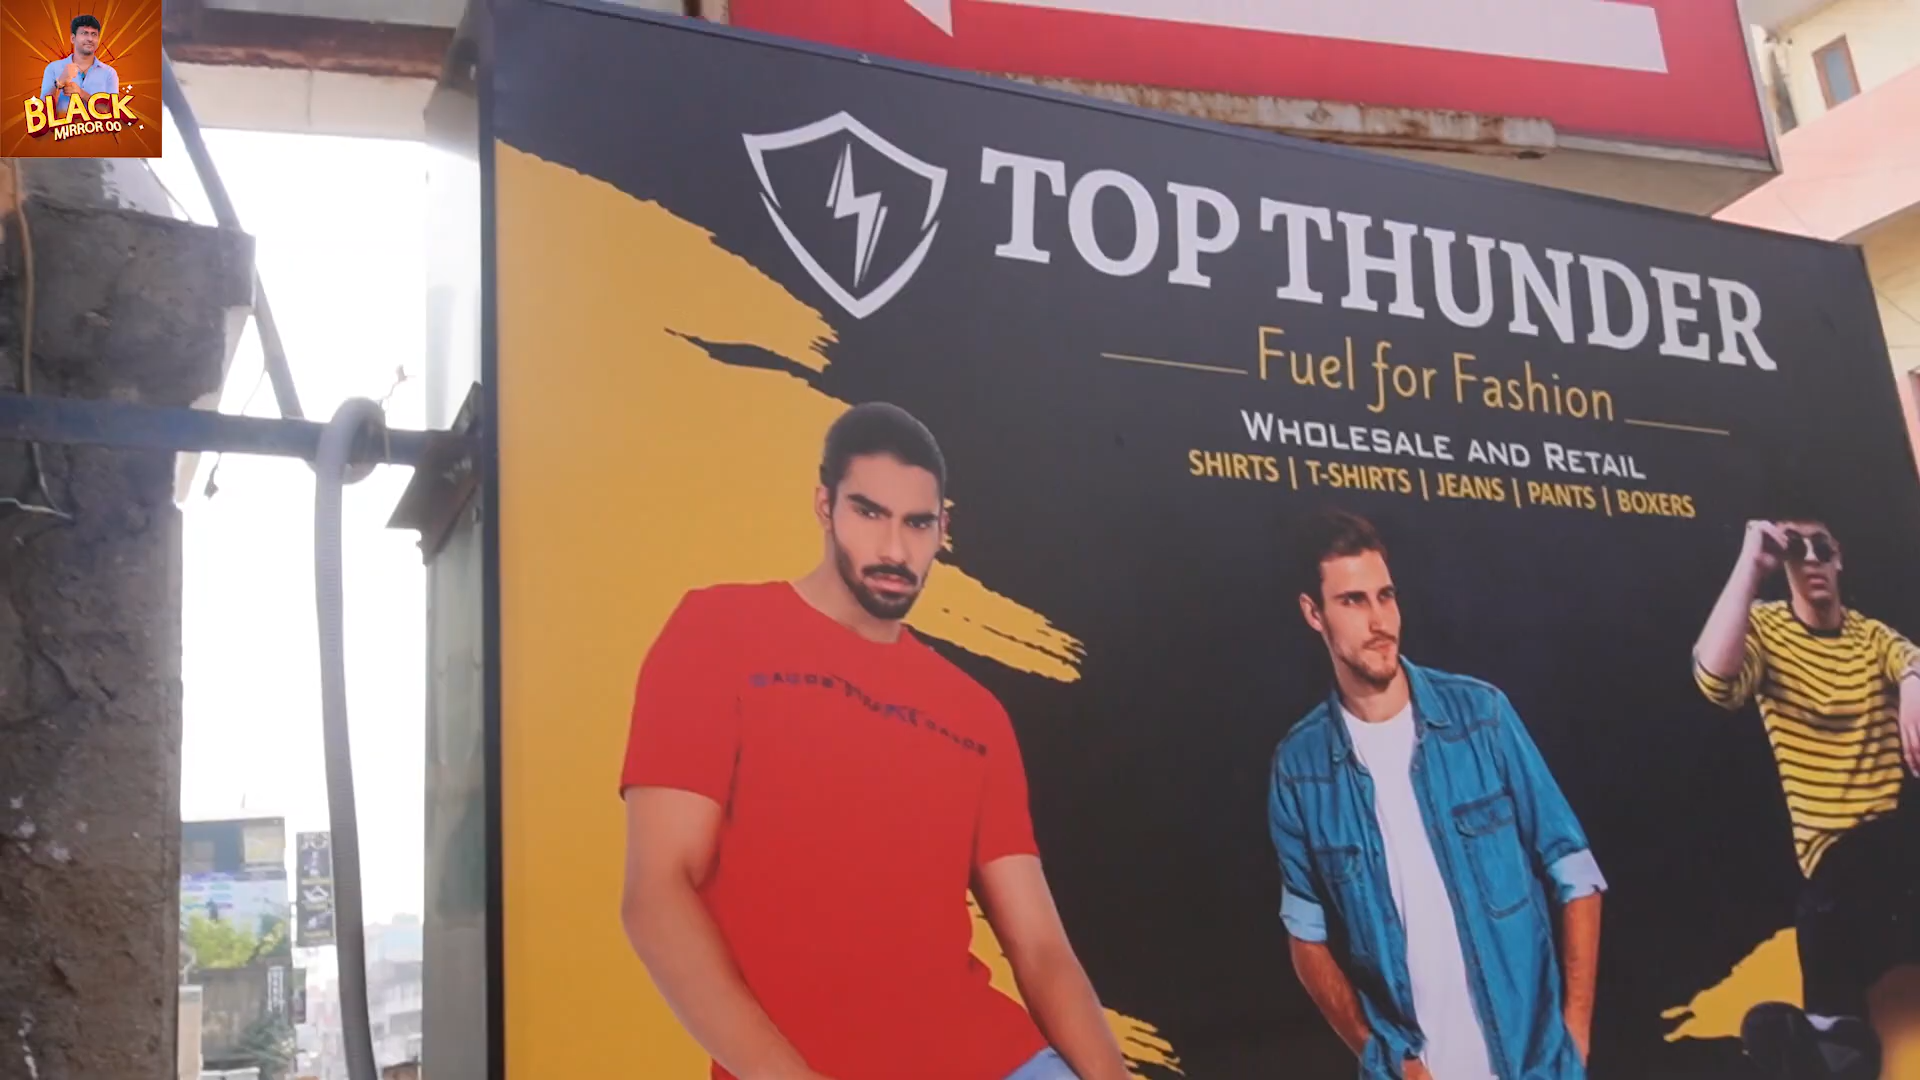 BLACK
MIRROR 00
TOP THUNDER
Fuel for Fashion
WHOLESALE AND RETAIL
SHIRTS | T-SHIRTS | JEANS | PANTS | BOXERS